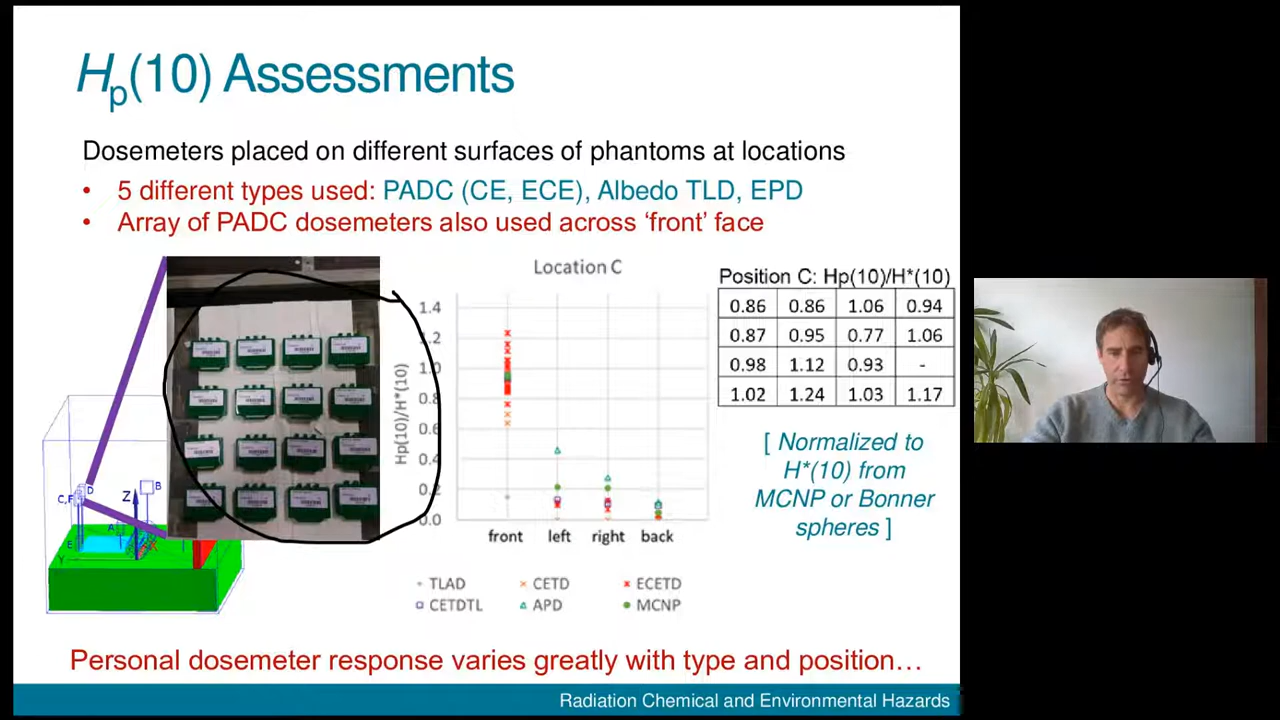 Hp(10) Assessments
Dosemeters placed on different surfaces of phantoms at locations
• 5 different types used: PADC (CE, ECE), Albedo TLD, EPD
• Array of PADC dosemeters also used across ‘front’ face
Location C
Hp(10)/H*(10)
1.4
1.2
1.0
0.8
0.6
0.4
0.2
0.0
front left right back
TLAD CETD ECETD
CETDTL APD MCNP
Position C: Hp(10)/H*(10)
0.86 0.86 1.06 0.94
0.87 0.95 0.77 1.06
0.98 1.12 0.93 -
1.02 1.24 1.03 1.17
[ Normalized to
H*(10) from
MCNP or Bonner
spheres ]
C,F D B
Z
A
E
Y
Personal dosemeter response varies greatly with type and position…
Radiation Chemical and Environmental Hazards